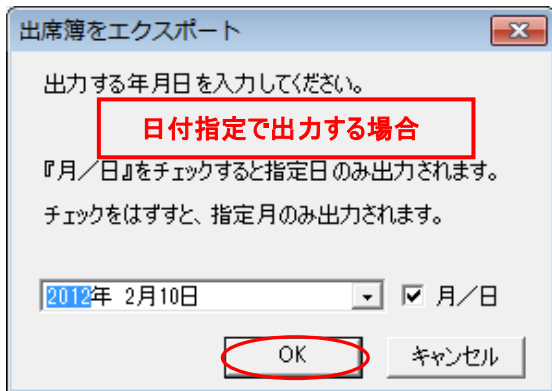 出席簿をエクスポート
出力する年月日を入力してください。
日付指定で出力する場合
『月／日』をチェックすると指定日のみ出力されます。
チェックをはずすと、指定月のみ出力されます。
2012年 2月10日 月／日
OK キャンセル